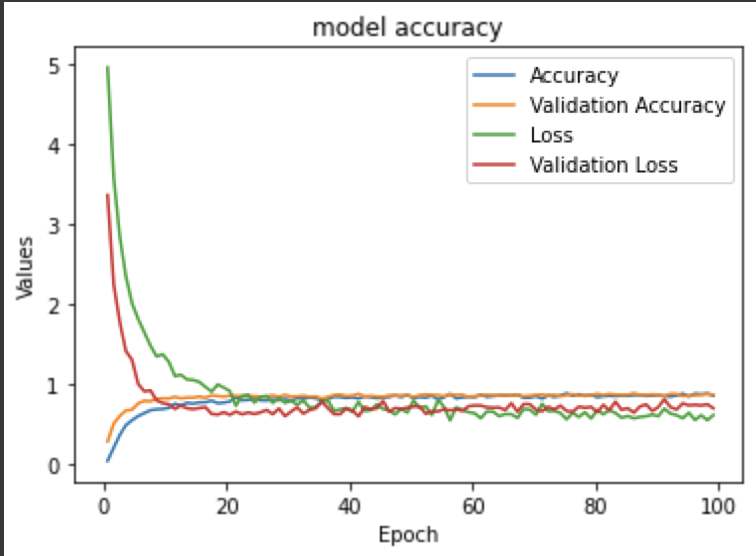 model accuracy
5
4
3
2
1
0
Values
Accuracy
Validation Accuracy
Loss
Validation Loss
0 20 40 60 80 100
Epoch